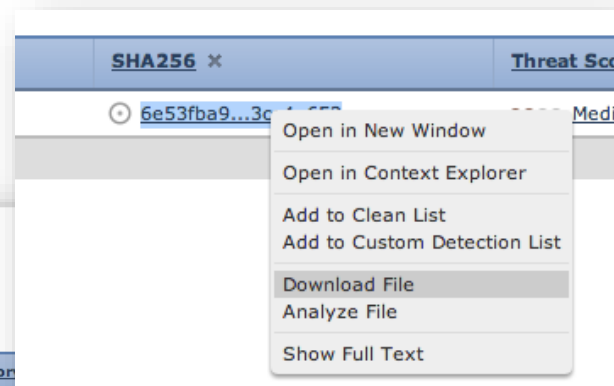 SHA256 Threat Sco
6e53fba9...3c Medi
Open in New Window
Open in Context Explorer
Add to Clean List
Add to Custom Detection List
Download File
Analyze File
Show Full Text